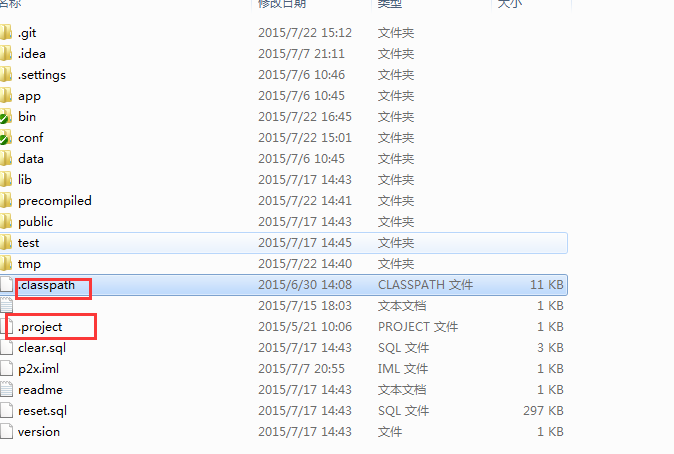 名称 修改日期 类型 大小
.git 2015/7/22 15:12 文件夹
.idea 2015/7/7 21:11 文件夹
.settings 2015/7/6 10:46 文件夹
app 2015/7/6 10:45 文件夹
bin 2015/7/22 16:45 文件夹
conf 2015/7/22 15:01 文件夹
data 2015/7/6 10:45 文件夹
lib 2015/7/17 14:43 文件夹
precompiled 2015/7/22 14:41 文件夹
public 2015/7/17 14:43 文件夹
test 2015/7/17 14:45 文件夹
tmp 2015/7/22 14:40 文件夹
.classpath 2015/6/30 14:08 CLASSPATH 文件 11 KB
2015/7/15 18:03 文本文档 1 KB
.project 2015/5/21 10:06 PROJECT 文件 1 KB
clear.sql 2015/7/17 14:43 SQL 文件 3 KB
p2x.iml 2015/7/7 20:55 IML 文件 1 KB
readme 2015/7/17 14:43 文本文档 1 KB
reset.sql 2015/7/17 14:43 SQL 文件 297 KB
version 2015/7/17 14:43 文件 1 KB